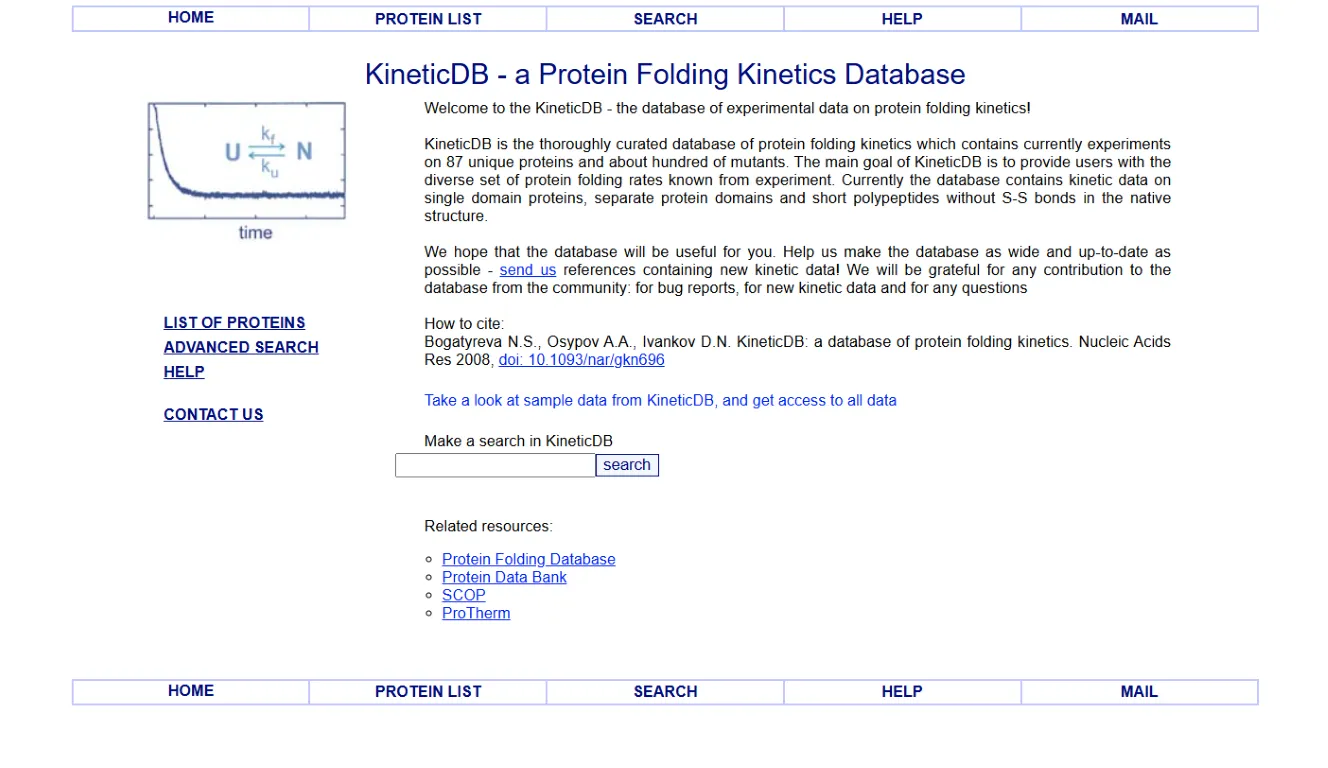 HOME PROTEIN LIST SEARCH HELP MAIL
KineticDB - a Protein Folding Kinetics Database
U kf N
ku
time
LIST OF PROTEINS
ADVANCED SEARCH
HELP
CONTACT US
Welcome to the KineticDB - the database of experimental data on protein folding kinetics!
KineticDB is the thoroughly curated database of protein folding kinetics which contains currently experiments
on 87 unique proteins and about hundred of mutants. The main goal of KineticDB is to provide users with the
diverse set of protein folding rates known from experiment. Currently the database contains kinetic data on
single domain proteins, separate protein domains and short polypeptides without S-S bonds in the native
structure.
We hope that the database will be useful for you. Help us make the database as wide and up-to-date as
possible - send us references containing new kinetic data! We will be grateful for any contribution to the
database from the community: for bug reports, for new kinetic data and for any questions
How to cite:
Bogatyreva N.S., Osypov A.A., Ivankov D.N. KineticDB: a database of protein folding kinetics. Nucleic Acids
Res 2008, doi: 10.1093/nar/gkn696
Take a look at sample data from KineticDB, and get access to all data
Make a search in KineticDB
search
Related resources:
Protein Folding Database
Protein Data Bank
SCOP
ProTherm
HOME PROTEIN LIST SEARCH HELP MAIL